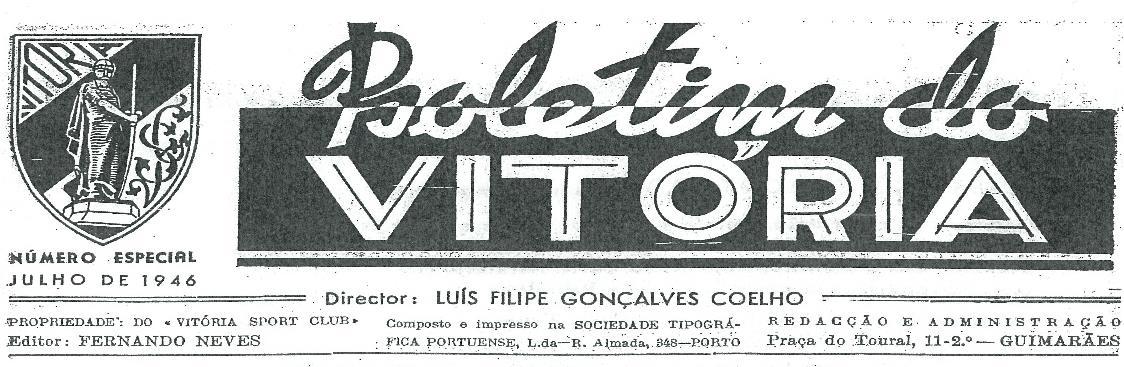 VITÓRIA
Boletim do
VITÓRIA
NÚMERO ESPECIAL
JULHO DE 1946
Director: LUÍS FILIPE GONÇALVES COELHO
PROPRIEDADE: DO «VITÓRIA SPORT CLUB»
Editor: FERNANDO NEVES
Composto e impresso na SOCIEDADE TIPOGRÁ-
FICA PORTUENSE, L.da—R. Almada, 348—PORTO
REDACÇÃO E ADMINISTRAÇÃO
Praça do Toural, 11-2.º — GUIMARÃES